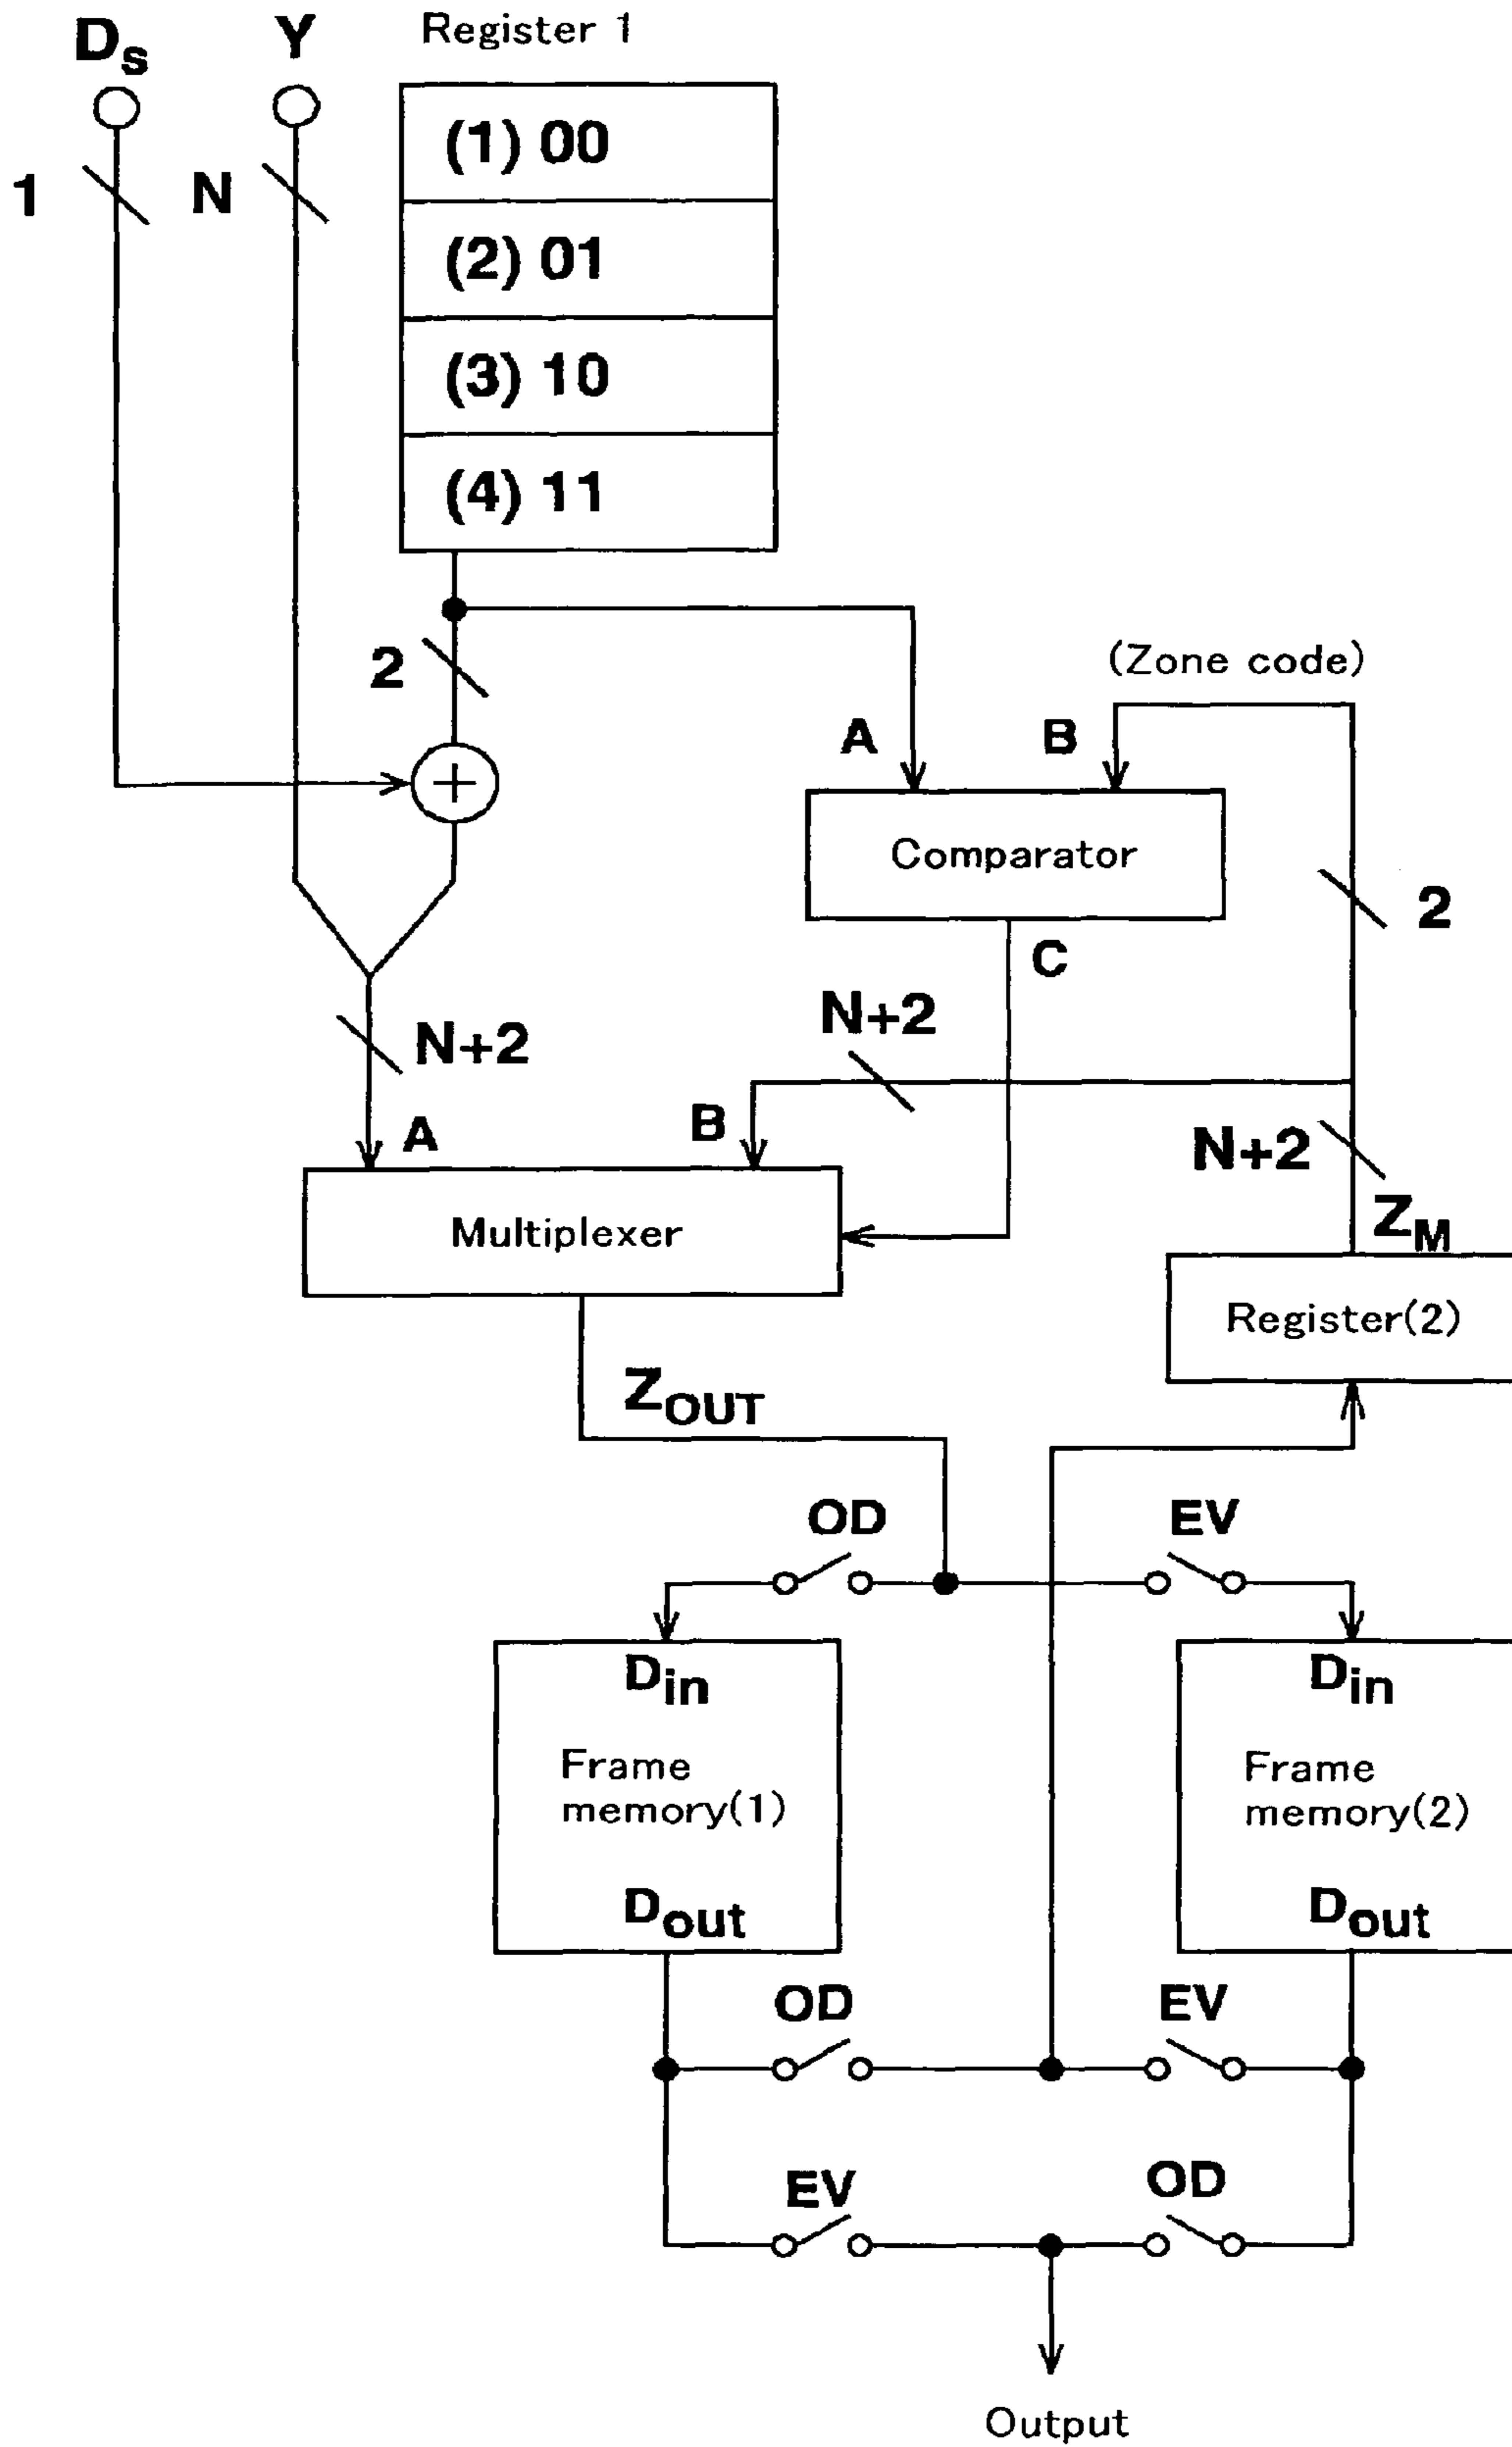 Ds Y Register 1
1 N
(1) 00
(2) 01
(3) 10
(4) 11
2
(Zone code)
A B
Comparator
2
C
N+2
N+2
A B
N+2
ZM
Multiplexer
Register(2)
ZOUT
OD EV
Din Din
Frame
memory(1)
Frame
memory(2)
Dout Dout
OD EV
EV OD
Output